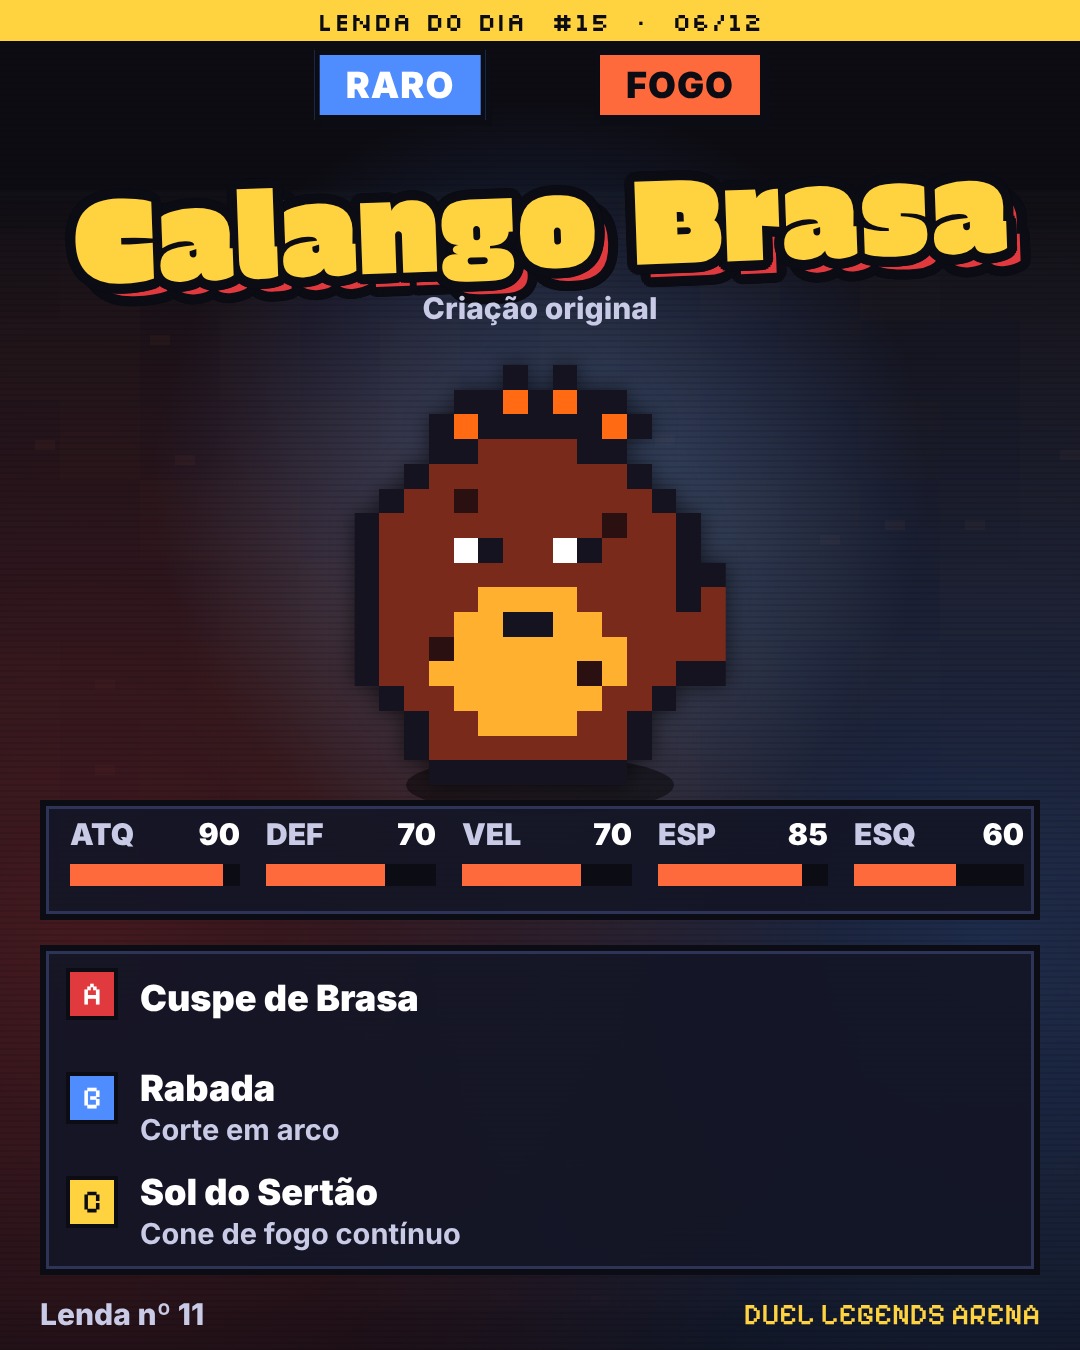 LENDA DO DIA #15 · 06/12
RARO
FOGO
Calango Brasa
Criação original
ATQ 90 DEF 70 VEL 70 ESP 85 ESQ 60
A Cuspe de Brasa
B Rabada
Corte em arco
C Sol do Sertão
Cone de fogo contínuo
Lenda nº 11
DUEL LEGENDS ARENA